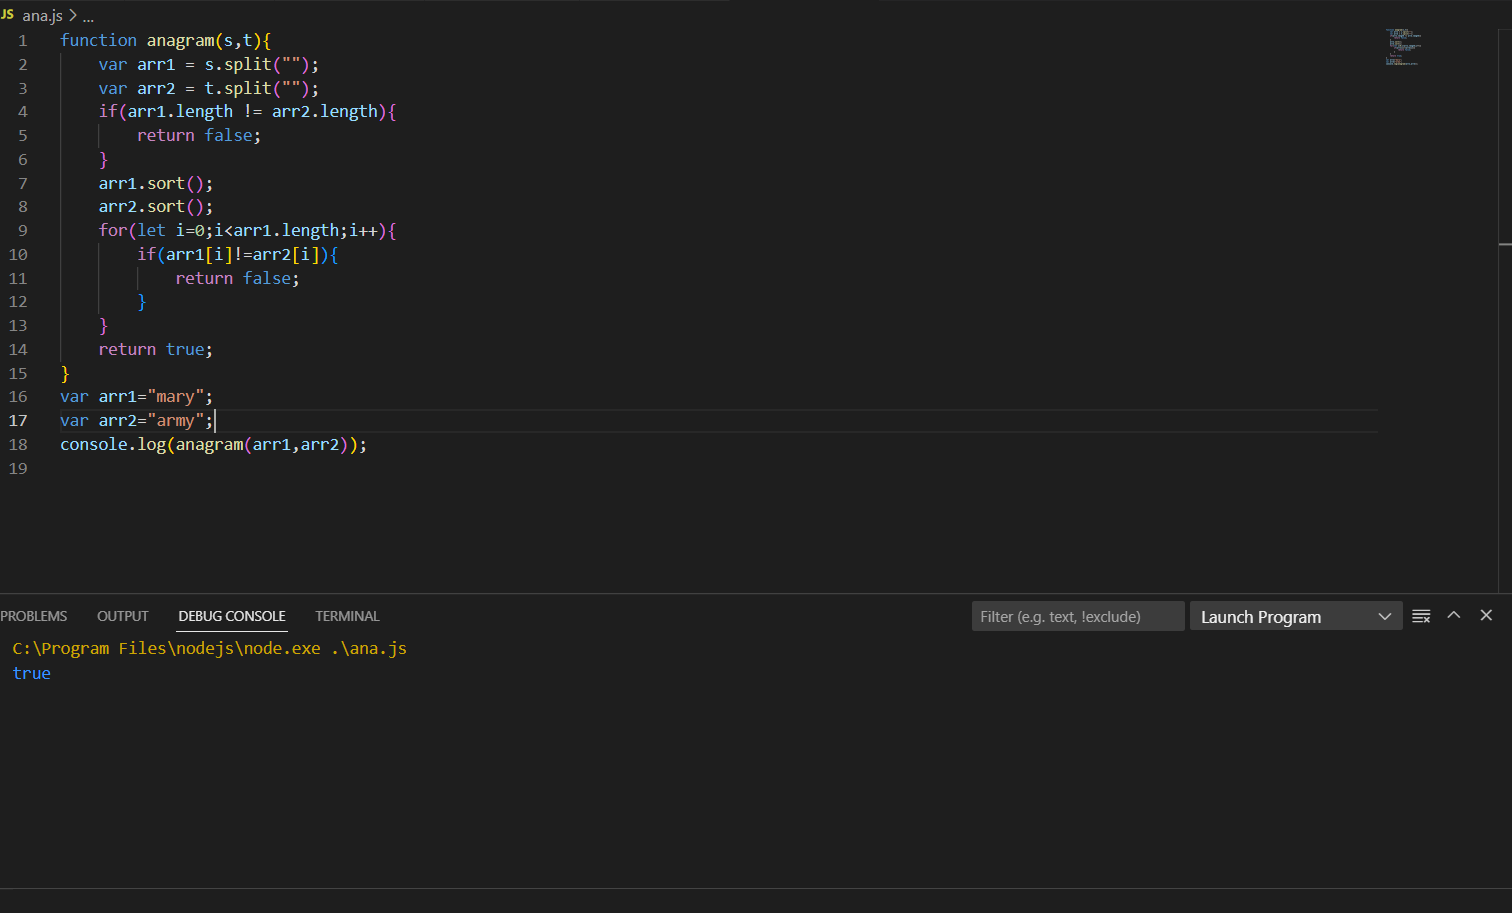 JS ana.js > ...
1 function anagram(s,t){
2     var arr1 = s.split("");
3     var arr2 = t.split("");
4     if(arr1.length != arr2.length){
5         return false;
6     }
7     arr1.sort();
8     arr2.sort();
9     for(let i=0;i<arr1.length;i++){
10         if(arr1[i]!=arr2[i]){
11             return false;
12         }
13     }
14     return true;
15 }
16 var arr1="mary";
17 var arr2="army";
18 console.log(anagram(arr1,arr2));
19
PROBLEMS OUTPUT DEBUG CONSOLE TERMINAL Filter (e.g. text, !exclude) Launch Program
C:\Program Files\nodejs\node.exe .\ana.js
true